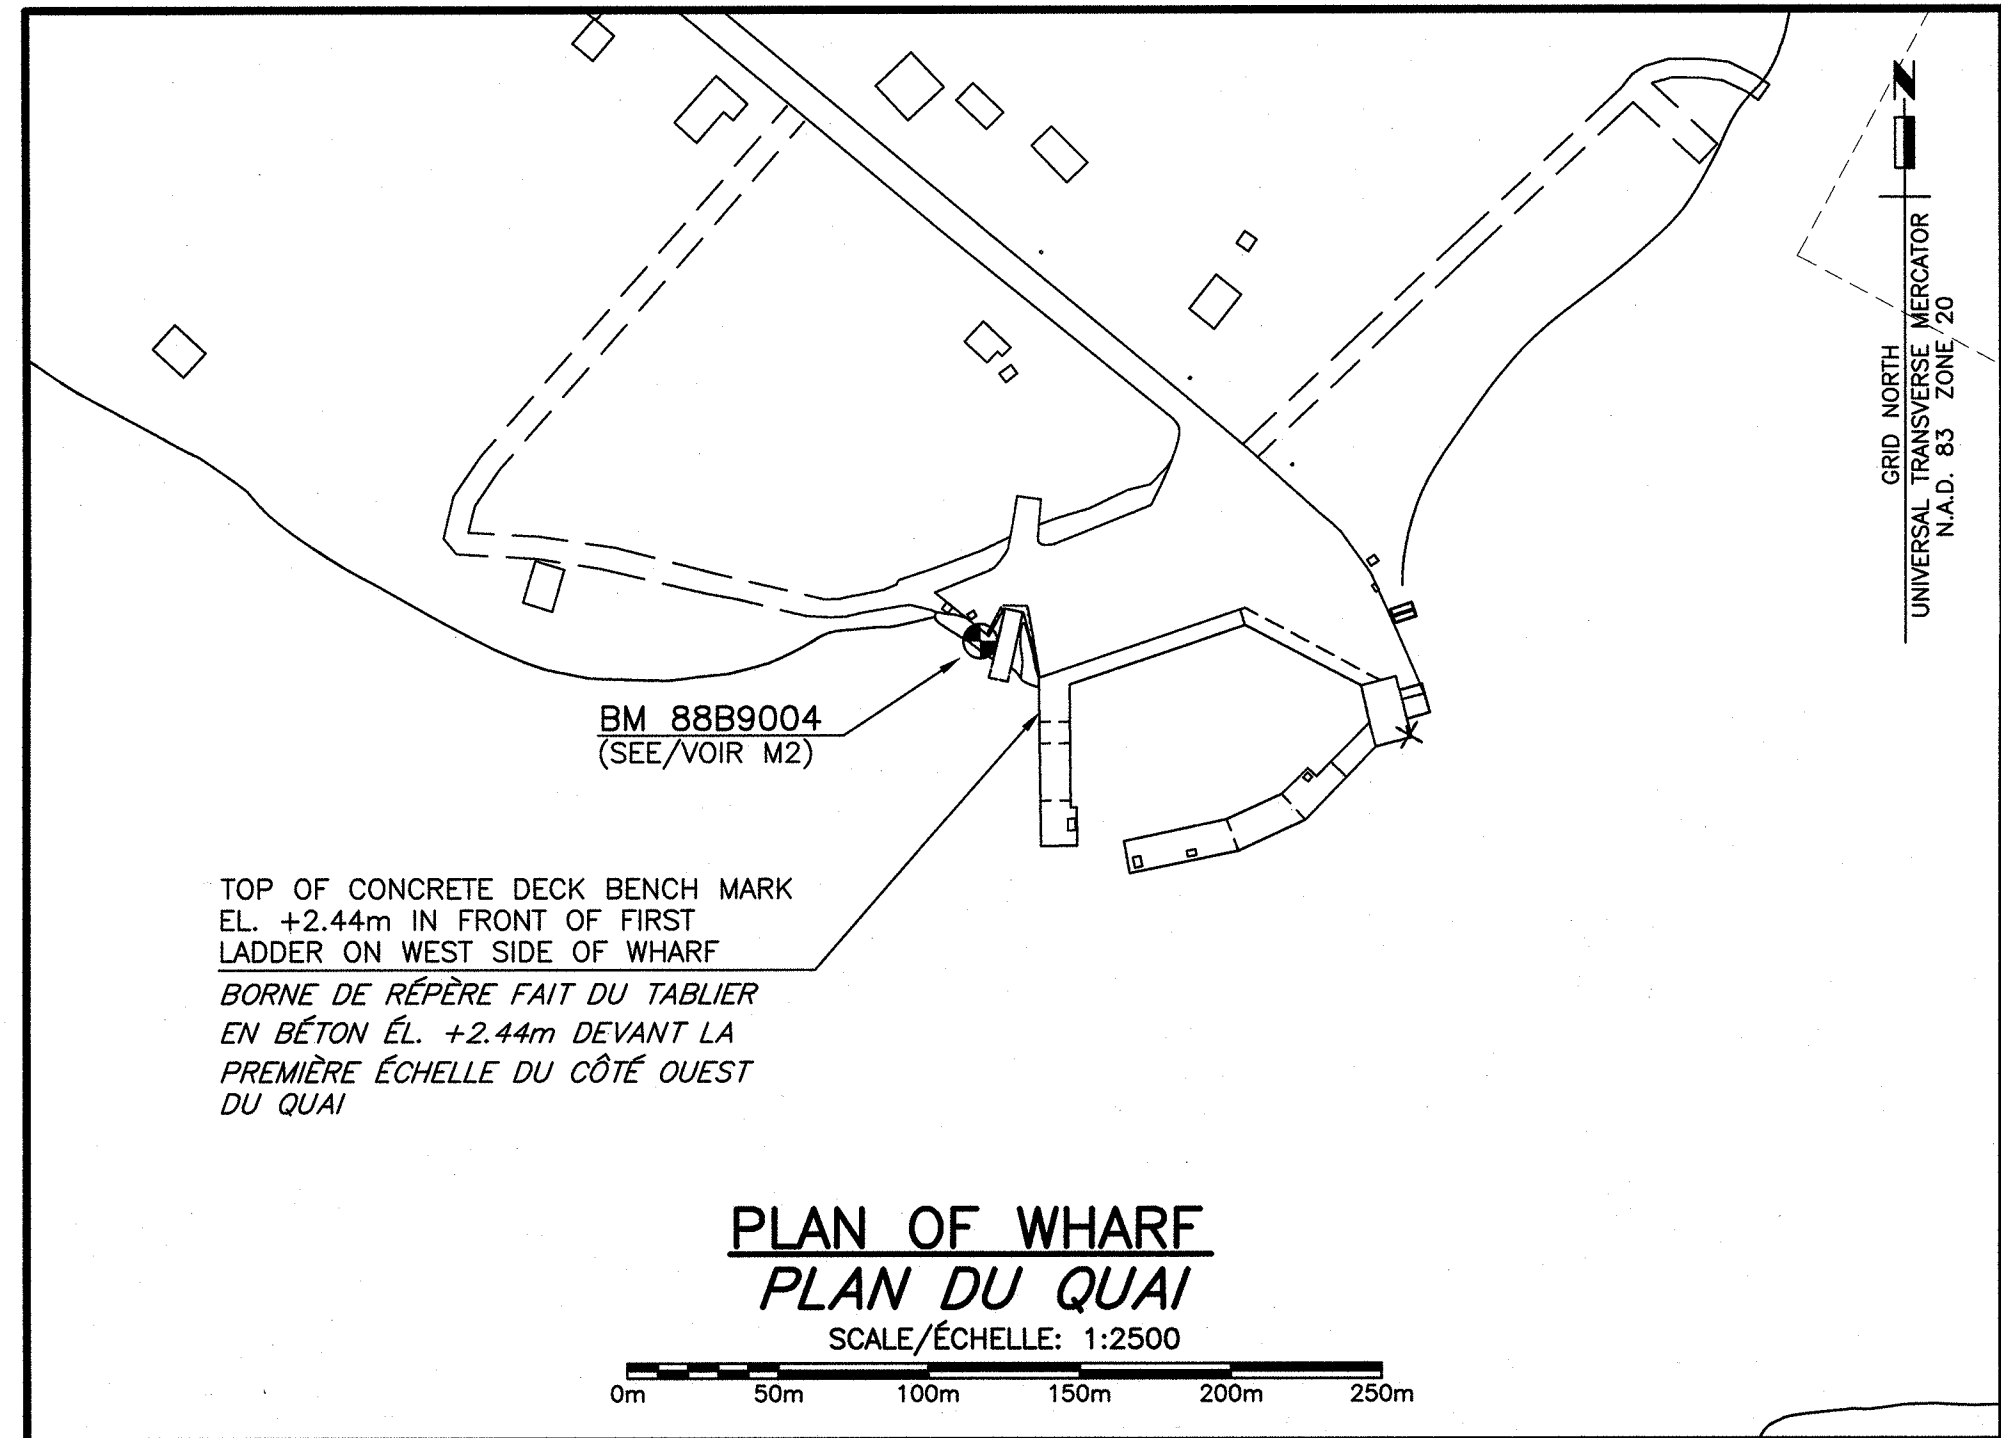 N
GRID NORTH
UNIVERSAL TRANSVERSE MERCATOR
N.A.D. 83 ZONE 20
BM 88B9004
(SEE/VOIR M2)
TOP OF CONCRETE DECK BENCH MARK
EL. +2.44m IN FRONT OF FIRST
LADDER ON WEST SIDE OF WHARF
BORNE DE RÉPÈRE FAIT DU TABLIER
EN BÉTON ÉL. +2.44m DEVANT LA
PREMIÈRE ÉCHELLE DU CÔTÉ OUEST
DU QUAI
PLAN OF WHARF
PLAN DU QUAI
SCALE/ÉCHELLE: 1:2500
0m 50m 100m 150m 200m 250m